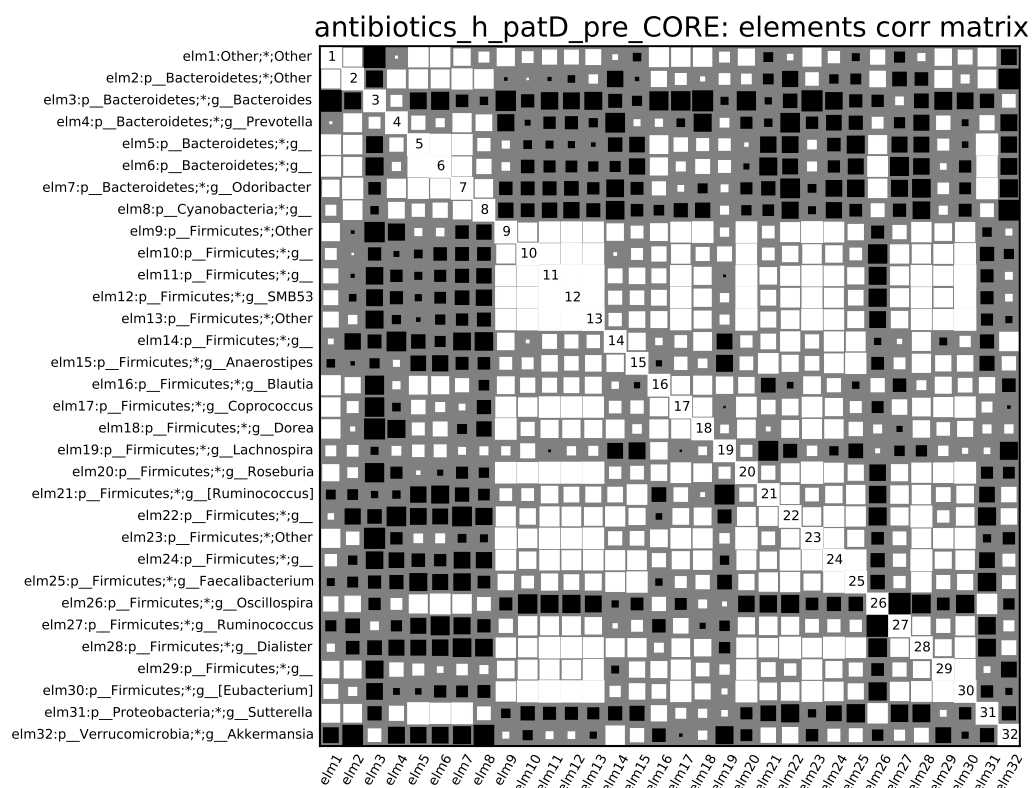 antibiotics_h_patD_pre_CORE: elements corr matrix
elm1:Other;*;Other
elm2:p__Bacteroidetes;*;Other
elm3:p__Bacteroidetes;*;g__Bacteroides
elm4:p__Bacteroidetes;*;g__Prevotella
elm5:p__Bacteroidetes;*;g__
elm6:p__Bacteroidetes;*;g__
elm7:p__Bacteroidetes;*;g__Odoribacter
elm8:p__Cyanobacteria;*;g__
elm9:p__Firmicutes;*;Other
elm10:p__Firmicutes;*;g__
elm11:p__Firmicutes;*;g__
elm12:p__Firmicutes;*;g__SMB53
elm13:p__Firmicutes;*;Other
elm14:p__Firmicutes;*;g__
elm15:p__Firmicutes;*;g__Anaerostipes
elm16:p__Firmicutes;*;g__Blautia
elm17:p__Firmicutes;*;g__Coprococcus
elm18:p__Firmicutes;*;g__Dorea
elm19:p__Firmicutes;*;g__Lachnospira
elm20:p__Firmicutes;*;g__Roseburia
elm21:p__Firmicutes;*;g__[Ruminococcus]
elm22:p__Firmicutes;*;g__
elm23:p__Firmicutes;*;Other
elm24:p__Firmicutes;*;g__
elm25:p__Firmicutes;*;g__Faecalibacterium
elm26:p__Firmicutes;*;g__Oscillospira
elm27:p__Firmicutes;*;g__Ruminococcus
elm28:p__Firmicutes;*;g__Dialister
elm29:p__Firmicutes;*;g__
elm30:p__Firmicutes;*;g__[Eubacterium]
elm31:p__Proteobacteria;*;g__Sutterella
elm32:p__Verrucomicrobia;*;g__Akkermansia
1
2
3
4
5
6
7
8
9
10
11
12
13
14
15
16
17
18
19
20
21
22
23
24
25
26
27
28
29
30
31
32
elm1
elm2
elm3
elm4
elm5
elm6
elm7
elm8
elm9
elm10
elm11
elm12
elm13
elm14
elm15
elm16
elm17
elm18
elm19
elm20
elm21
elm22
elm23
elm24
elm25
elm26
elm27
elm28
elm29
elm30
elm31
elm32